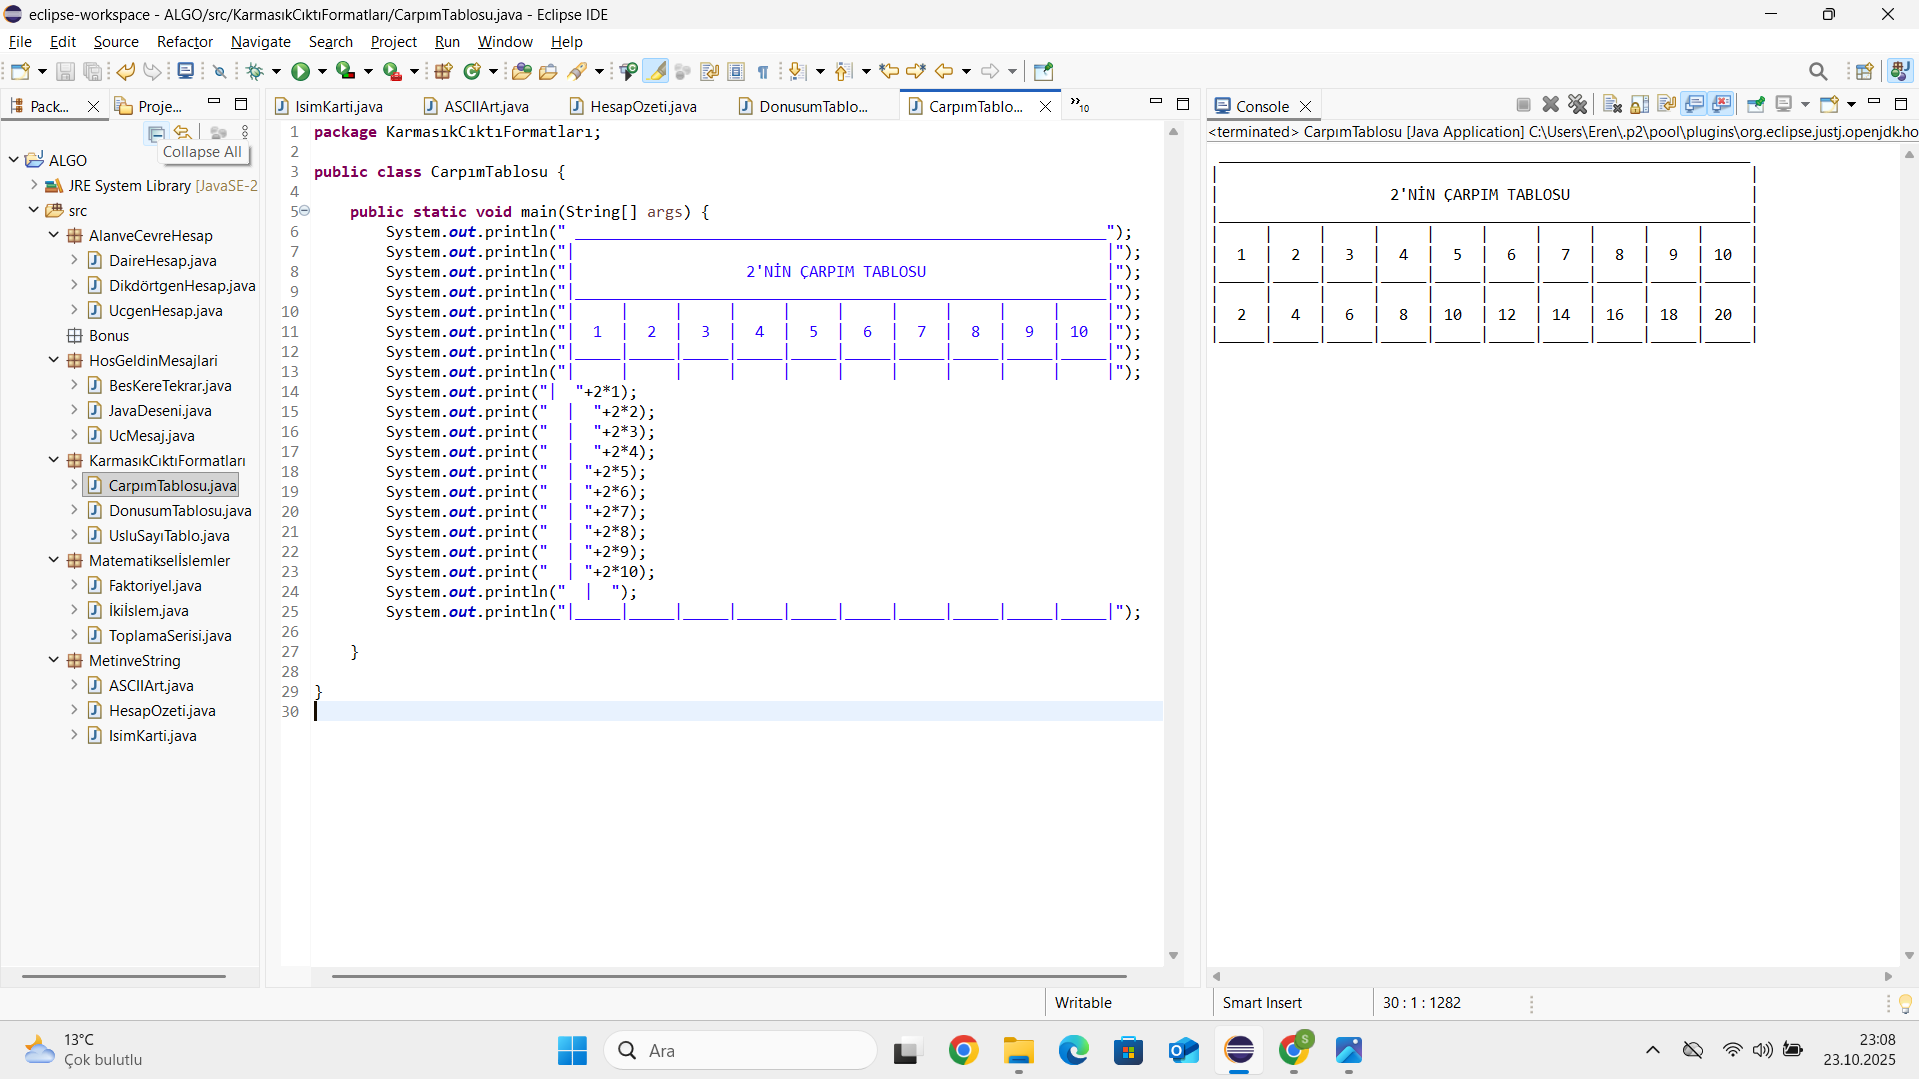 eclipse-workspace - ALGO/src/KarmasıkCıktıFormatları/CarpımTablosu.java - Eclipse IDE
File Edit Source Refactor Navigate Search Project Run Window Help
Pack... Proje...
Collapse All
ALGO
JRE System Library [JavaSE-2
src
AlanveCevreHesap
DaireHesap.java
DikdörtgenHesap.java
UcgenHesap.java
Bonus
HosGeldinMesajlari
BesKereTekrar.java
JavaDeseni.java
UcMesaj.java
KarmasıkCıktıFormatları
CarpımTablosu.java
DonusumTablosu.java
UsluSayıTablo.java
Matematikselİslemler
Faktoriyel.java
İkiİslem.java
ToplamaSerisi.java
MetinveString
ASCIIArt.java
HesapOzeti.java
IsimKarti.java
IsimKarti.java ASCIIArt.java HesapOzeti.java DonusumTablo... CarpımTablo... »10
1 package KarmasıkCıktıFormatları;
2
3 public class CarpımTablosu {
4
5 public static void main(String[] args) {
6 System.out.println(" ___________________________________________________________");
7 System.out.println("|                                                           |");
8 System.out.println("|                   2'NİN ÇARPIM TABLOSU                    |");
9 System.out.println("|___________________________________________________________|");
10 System.out.println("|     |     |     |     |     |     |     |     |     |     |");
11 System.out.println("|  1  |  2  |  3  |  4  |  5  |  6  |  7  |  8  |  9  | 10  |");
12 System.out.println("|_____|_____|_____|_____|_____|_____|_____|_____|_____|_____|");
13 System.out.println("|     |     |     |     |     |     |     |     |     |     |");
14 System.out.print("|  "+2*1);
15 System.out.print("  |  "+2*2);
16 System.out.print("  |  "+2*3);
17 System.out.print("  |  "+2*4);
18 System.out.print("  | "+2*5);
19 System.out.print("  | "+2*6);
20 System.out.print("  | "+2*7);
21 System.out.print("  | "+2*8);
22 System.out.print("  | "+2*9);
23 System.out.print("  | "+2*10);
24 System.out.println("  |  ");
25 System.out.println("|_____|_____|_____|_____|_____|_____|_____|_____|_____|_____|");
26
27 }
28
29 }
30
Console
<terminated> CarpımTablosu [Java Application] C:\Users\Eren\.p2\pool\plugins\org.eclipse.justj.openjdk.ho
 ___________________________________________________________
|                                                           |
|                   2'NİN ÇARPIM TABLOSU                    |
|___________________________________________________________|
|     |     |     |     |     |     |     |     |     |     |
|  1  |  2  |  3  |  4  |  5  |  6  |  7  |  8  |  9  | 10  |
|_____|_____|_____|_____|_____|_____|_____|_____|_____|_____|
|     |     |     |     |     |     |     |     |     |     |
|  2  |  4  |  6  |  8  | 10  | 12  | 14  | 16  | 18  | 20  |
|_____|_____|_____|_____|_____|_____|_____|_____|_____|_____|
Writable Smart Insert 30 : 1 : 1282
13°C
Çok bulutlu
Ara
S
23:08
23.10.2025